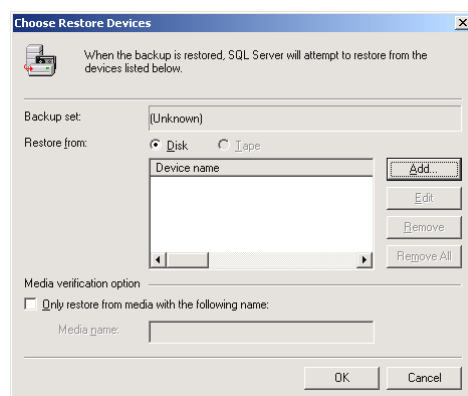 Choose Restore Devices
When the backup is restored, SQL Server will attempt to restore from the
devices listed below.
Backup set:
(Unknown)
Restore from:
Disk
Tape
Device name
Add...
Edit
Remove
Remove All
Media verification option
Only restore from media with the following name:
Media name:
OK
Cancel